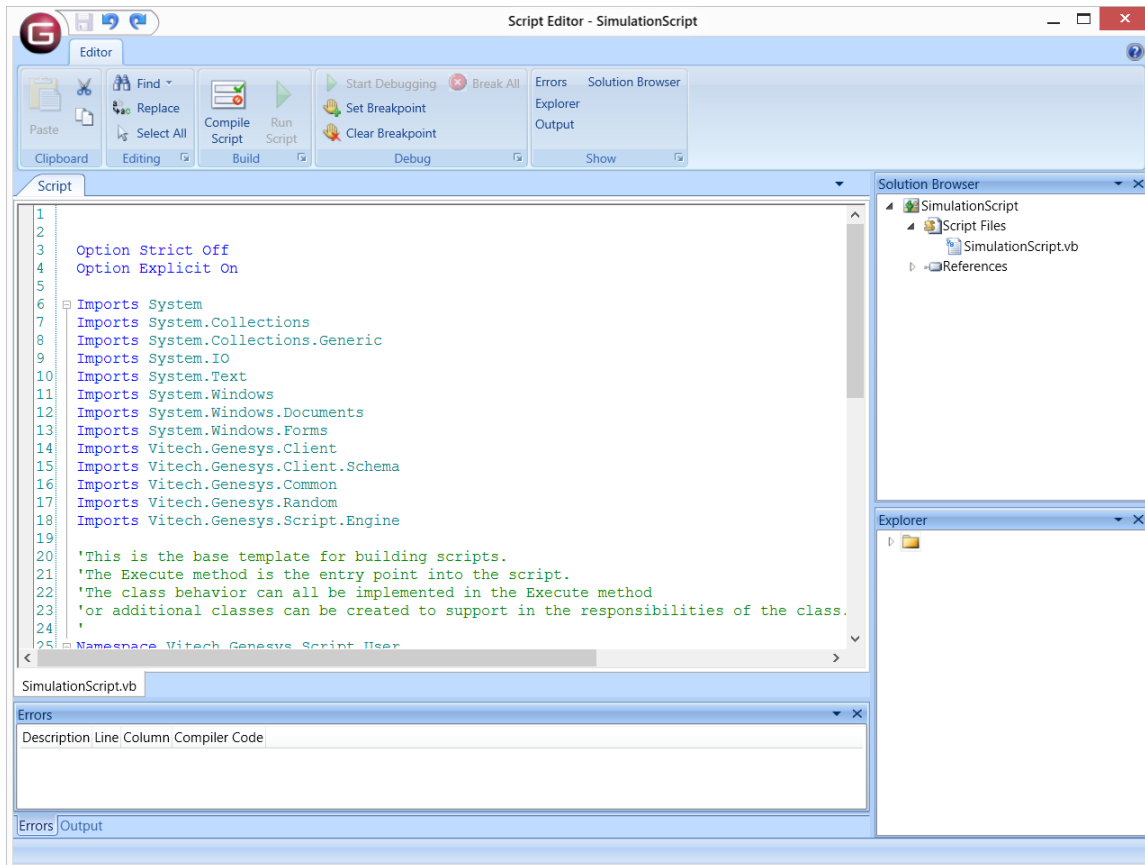 Script Editor - SimulationScript
G
Editor
Paste
Clipboard
Find
Replace
Select All
Editing
Compile Script
Run Script
Build
Start Debugging
Break All
Set Breakpoint
Clear Breakpoint
Debug
Errors Solution Browser
Explorer
Output
Show
Script
1
2
3 Option Strict Off
4 Option Explicit On
5
6 Imports System
7 Imports System.Collections
8 Imports System.Collections.Generic
9 Imports System.IO
10 Imports System.Text
11 Imports System.Windows
12 Imports System.Windows.Documents
13 Imports System.Windows.Forms
14 Imports Vitech.Genesys.Client
15 Imports Vitech.Genesys.Client.Schema
16 Imports Vitech.Genesys.Common
17 Imports Vitech.Genesys.Random
18 Imports Vitech.Genesys.Script.Engine
19
20 'This is the base template for building scripts.
21 'The Execute method is the entry point into the script.
22 'The class behavior can all be implemented in the Execute method
23 'or additional classes can be created to support in the responsibilities of the class.
24 '
25 Namespace Vitech.Genesys.Script.User
SimulationScript.vb
Errors
Description Line Column Compiler Code
Errors Output
Solution Browser
SimulationScript
Script Files
SimulationScript.vb
References
Explorer